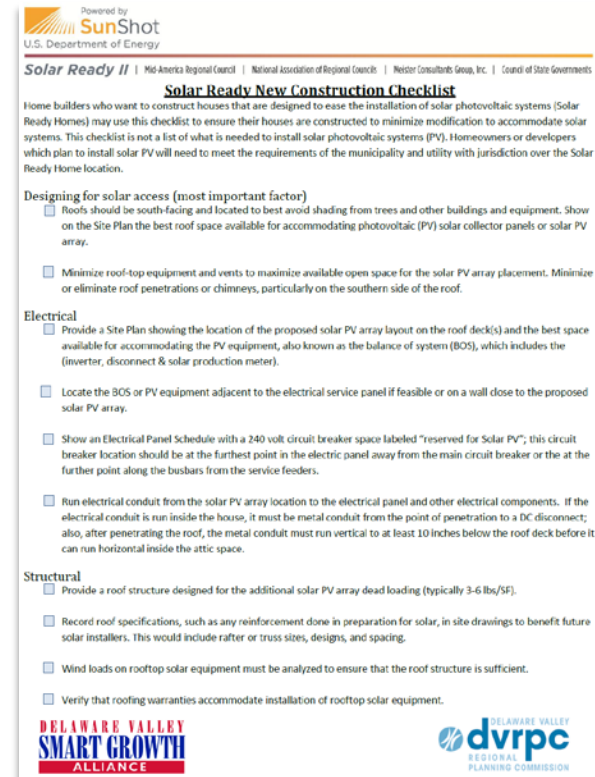 Powered by
SunShot
U.S. Department of Energy
Solar Ready II | Mid-America Regional Council | National Association of Regional Councils | Meister Consultants Group, Inc. | Council of State Governments
Solar Ready New Construction Checklist
Home builders who want to construct houses that are designed to ease the installation of solar photovoltaic systems (Solar
Ready Homes) may use this checklist to ensure their houses are constructed to minimize modification to accommodate solar
systems. This checklist is not a list of what is needed to install solar photovoltaic systems (PV). Homeowners or developers
which plan to install solar PV will need to meet the requirements of the municipality and utility with jurisdiction over the Solar
Ready Home location.
Designing for solar access (most important factor)
Roofs should be south-facing and located to best avoid shading from trees and other buildings and equipment. Show
on the Site Plan the best roof space available for accommodating photovoltaic (PV) solar collector panels or solar PV
array.
Minimize roof-top equipment and vents to maximize available open space for the solar PV array placement. Minimize
or eliminate roof penetrations or chimneys, particularly on the southern side of the roof.
Electrical
Provide a Site Plan showing the location of the proposed solar PV array layout on the roof deck(s) and the best space
available for accommodating the PV equipment, also known as the balance of system (BOS), which includes the
(inverter, disconnect & solar production meter).
Locate the BOS or PV equipment adjacent to the electrical service panel if feasible or on a wall close to the proposed
solar PV array.
Show an Electrical Panel Schedule with a 240 volt circuit breaker space labeled "reserved for Solar PV"; this circuit
breaker location should be at the furthest point in the electric panel away from the main circuit breaker or the at the
further point along the busbars from the service feeders.
Run electrical conduit from the solar PV array location to the electrical panel and other electrical components. If the
electrical conduit is run inside the house, it must be metal conduit from the point of penetration to a DC disconnect;
also, after penetrating the roof, the metal conduit must run vertical to at least 10 inches below the roof deck before it
can run horizontal inside the attic space.
Structural
Provide a roof structure designed for the additional solar PV array dead loading (typically 3-6 lbs/SF).
Record roof specifications, such as any reinforcement done in preparation for solar, in site drawings to benefit future
solar installers. This would include rafter or truss sizes, designs, and spacing.
Wind loads on rooftop solar equipment must be analyzed to ensure that the roof structure is sufficient.
Verify that roofing warranties accommodate installation of rooftop solar equipment.
DELAWARE VALLEY
SMART GROWTH
ALLIANCE
DELAWARE VALLEY
dvrpc
REGIONAL
PLANNING COMMISSION